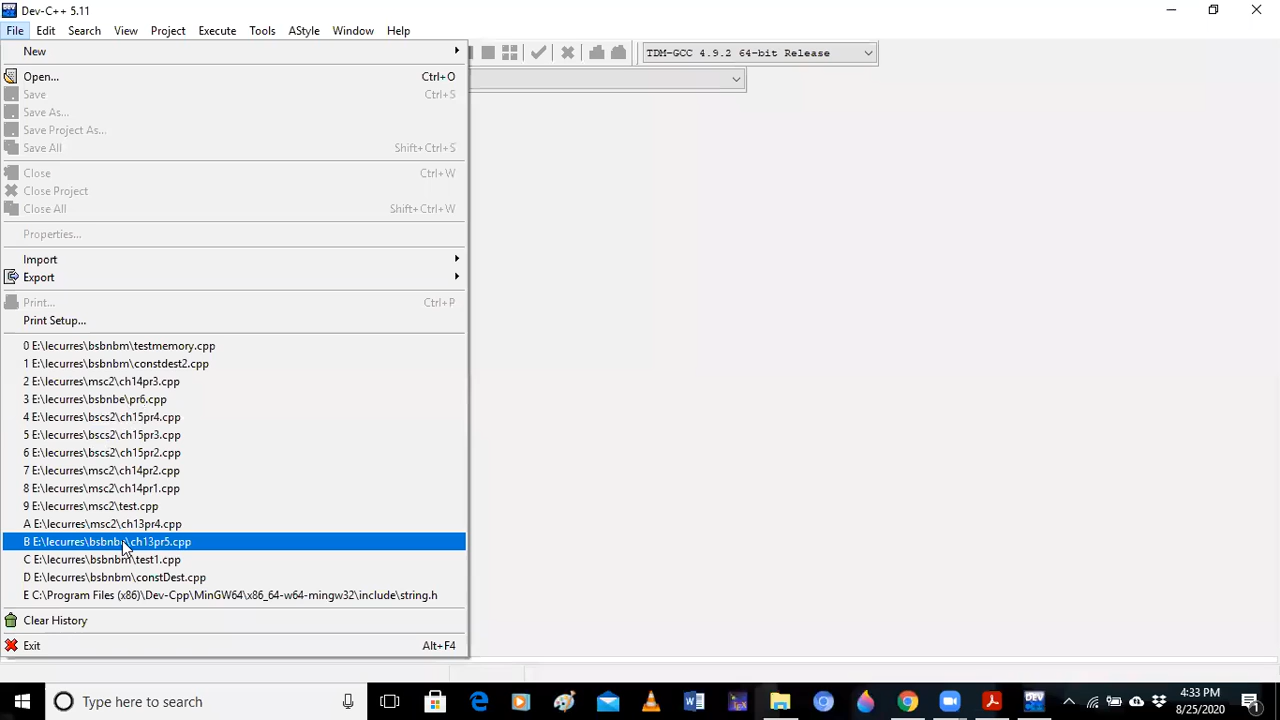 Dev-C++ 5.11
File Edit Search View Project Execute Tools AStyle Window Help
New
TDM-GCC 4.9.2 64-bit Release
Open... Ctrl+O
Save Ctrl+S
Save As...
Save Project As...
Save All Shift+Ctrl+S
Close Ctrl+W
Close Project
Close All Shift+Ctrl+W
Properties...
Import
Export
Print... Ctrl+P
Print Setup...
0 E:\lecurres\bsbnbm\testmemory.cpp
1 E:\lecurres\bsbnbm\constdest2.cpp
2 E:\lecurres\msc2\ch14pr3.cpp
3 E:\lecurres\bsbnbe\pr6.cpp
4 E:\lecurres\bscs2\ch15pr4.cpp
5 E:\lecurres\bscs2\ch15pr3.cpp
6 E:\lecurres\bscs2\ch15pr2.cpp
7 E:\lecurres\msc2\ch14pr2.cpp
8 E:\lecurres\msc2\ch14pr1.cpp
9 E:\lecurres\msc2\test.cpp
A E:\lecurres\msc2\ch13pr4.cpp
B ch13pr5.cpp
C E:\lecurres\bsbnbm\test1.cpp
D E:\lecurres\bsbnbm\constDest.cpp
E C:\Program Files (x86)\Dev-Cpp\MinGW64\x86_64-w64-mingw32\include\string.h
Clear History
Exit Alt+F4
Type here to search
4:33 PM
8/25/2020
1